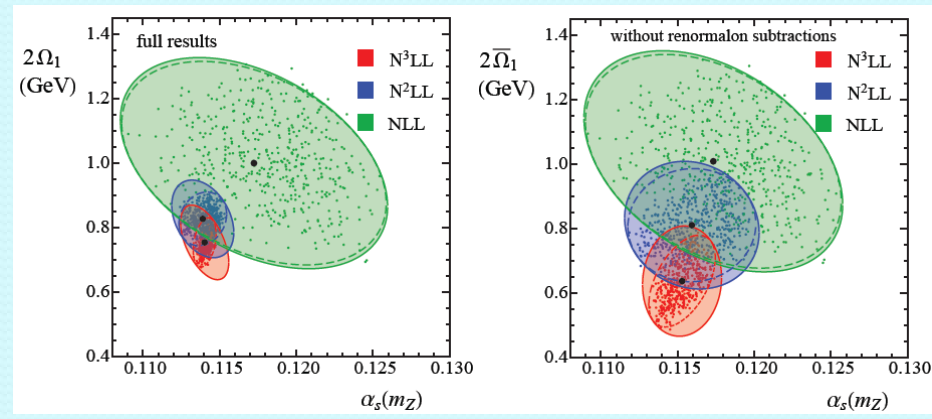 full results
2Ω₁
(GeV)
N³LL
N²LL
NLL
1.4
1.2
1.0
0.8
0.6
0.4
0.110
0.115
0.120
0.125
0.130
αₛ(m_Z)
without renormalon subtractions
2Ω̅₁
(GeV)
N³LL
N²LL
NLL
1.4
1.2
1.0
0.8
0.6
0.4
0.110
0.115
0.120
0.125
0.130
αₛ(m_Z)